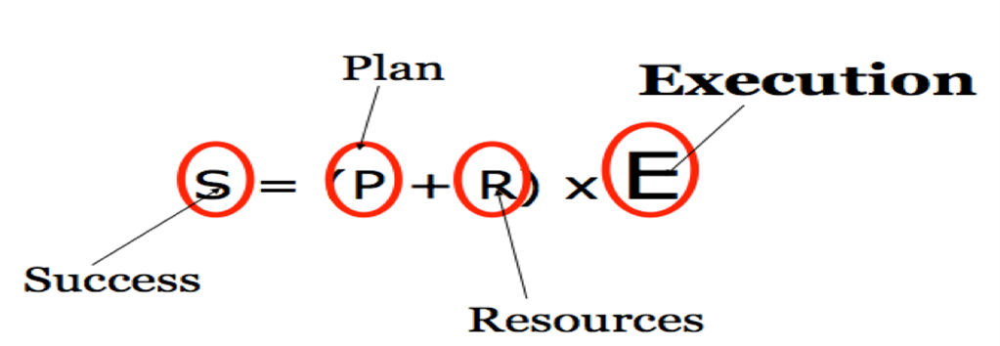 Plan
Execution
S = (P + R) x E
Success
Resources